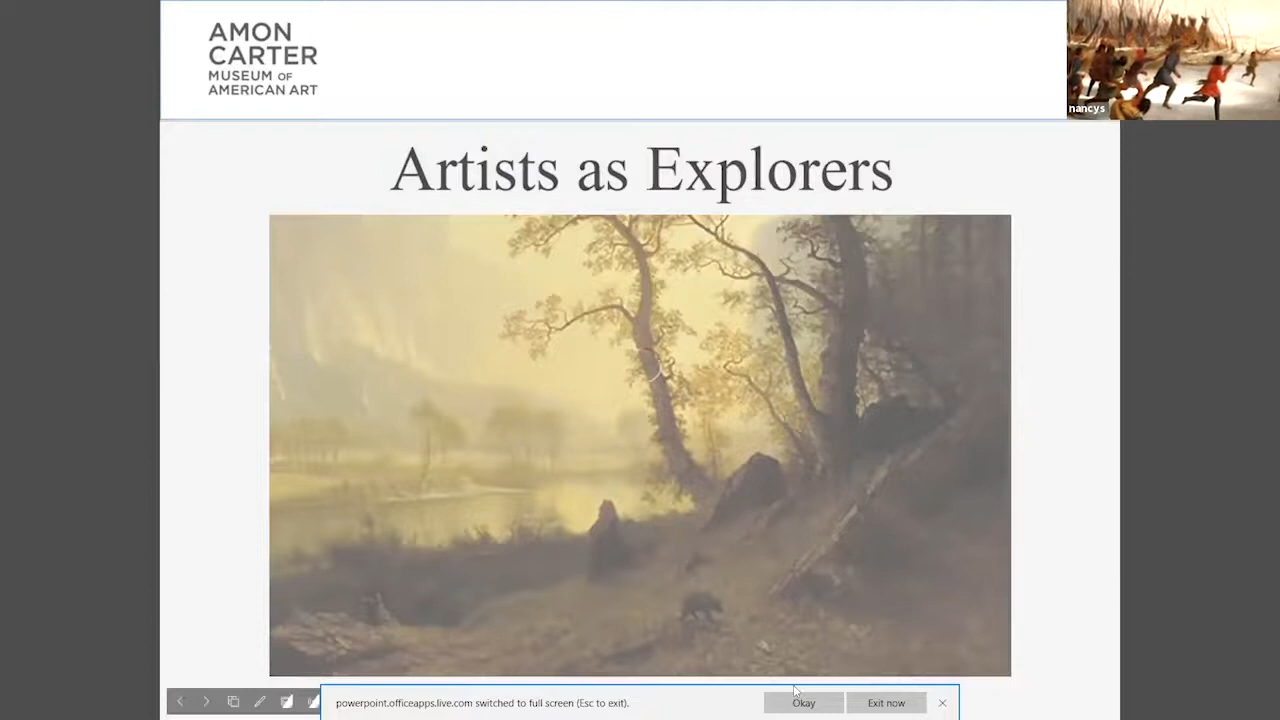 AMON
CARTER
MUSEUM OF
AMERICAN ART
nancys
Artists as Explorers
powerpoint.officeapps.live.com switched to full screen (Esc to exit).
Okay
Exit now